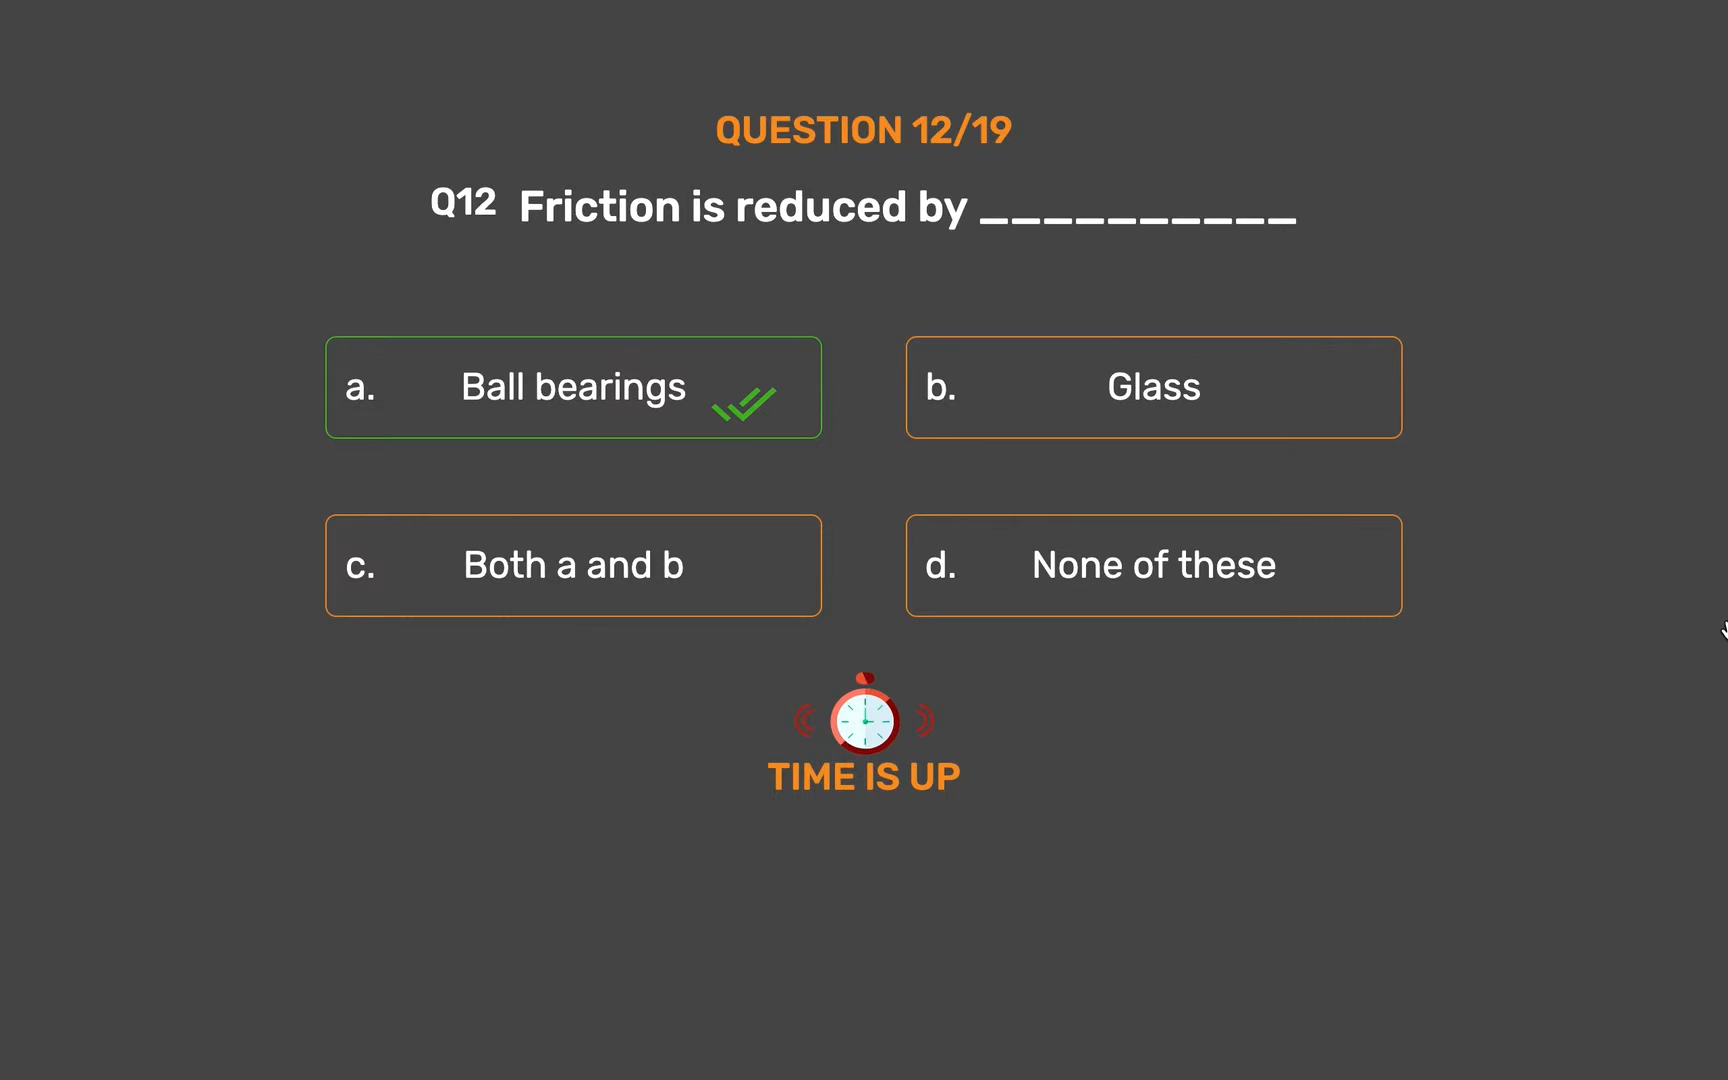 QUESTION 12/19
Q12 Friction is reduced by __________
a. Ball bearings
b. Glass
c. Both a and b
d. None of these
TIME IS UP